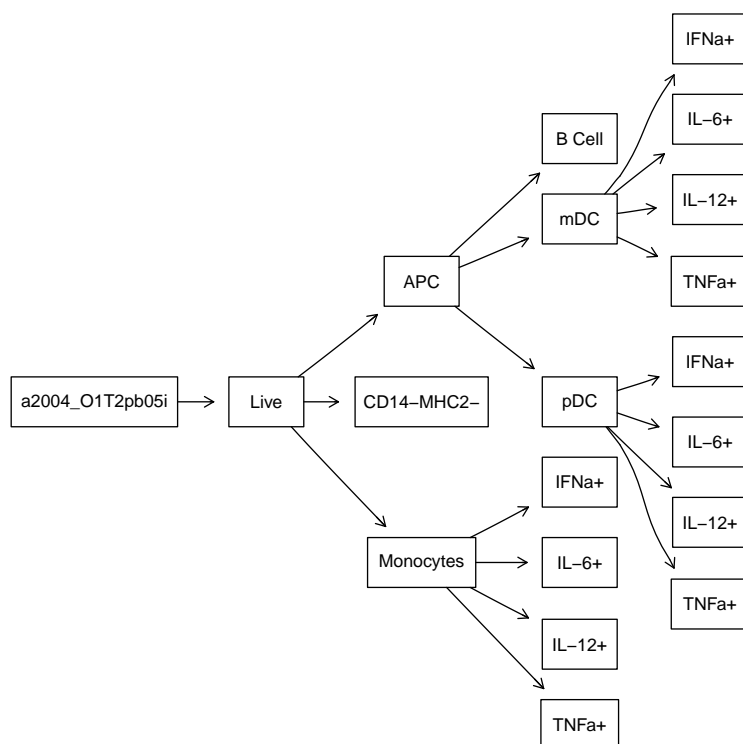 IFNa+
IL–6+
B Cell
IL–12+
mDC
TNFa+
APC
IFNa+
a2004_O1T2pb05i
Live
CD14–MHC2–
pDC
IL–6+
IFNa+
IL–12+
Monocytes
IL–6+
TNFa+
IL–12+
TNFa+